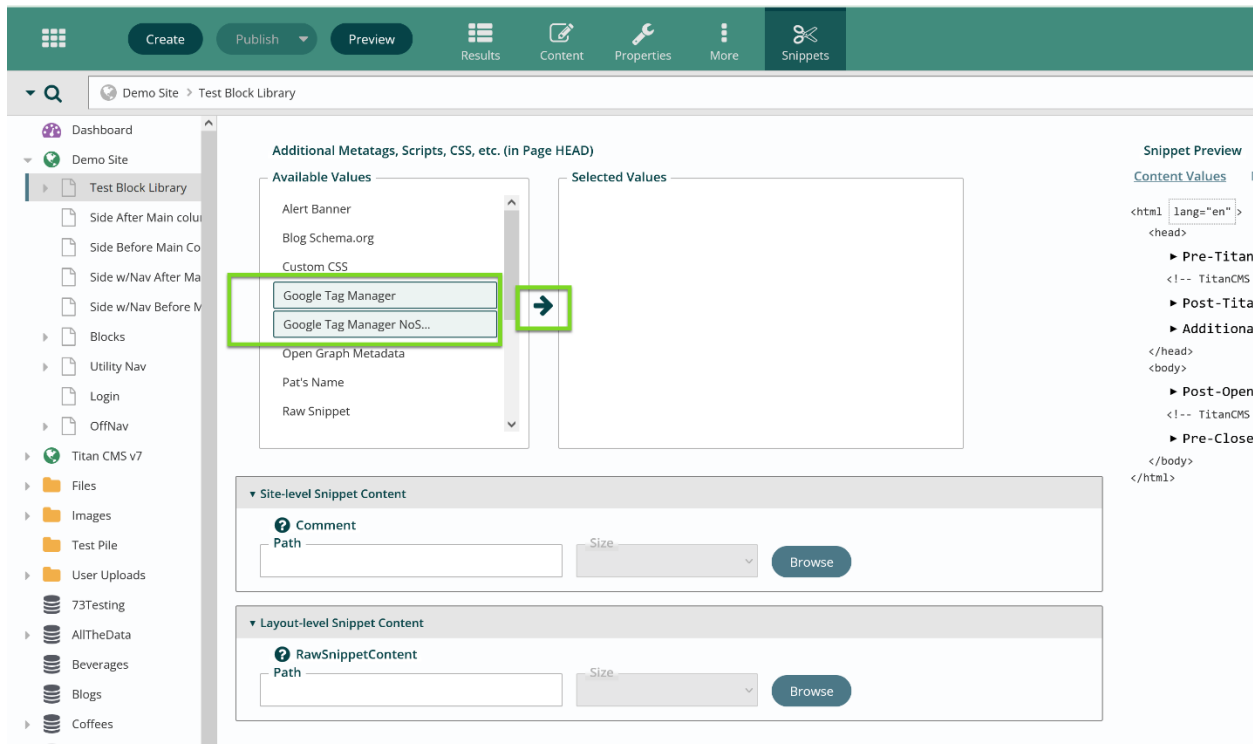 Create
Publish
Preview
Results
Content
Properties
More
Snippets
Demo Site > Test Block Library
Dashboard
Demo Site
Test Block Library
Side After Main colu
Side Before Main Co
Side w/Nav After Ma
Side w/Nav Before M
Blocks
Utility Nav
Login
OffNav
Titan CMS v7
Files
Images
Test Pile
User Uploads
73Testing
AllTheData
Beverages
Blogs
Coffees
Additional Metatags, Scripts, CSS, etc. (in Page HEAD)
Available Values
Alert Banner
Blog Schema.org
Custom CSS
Google Tag Manager
Google Tag Manager NoS...
Open Graph Metadata
Pat's Name
Raw Snippet
Selected Values
Site-level Snippet Content
Comment
Path
Size
Browse
Layout-level Snippet Content
RawSnippetContent
Path
Size
Browse
Snippet Preview
Content Values
<html lang="en" >
<head>
Pre-Titan
<!-- TitanCMS
Post-Tita
Additiona
</head>
<body>
Post-Open
<!-- TitanCMS
Pre-Close
</body>
</html>